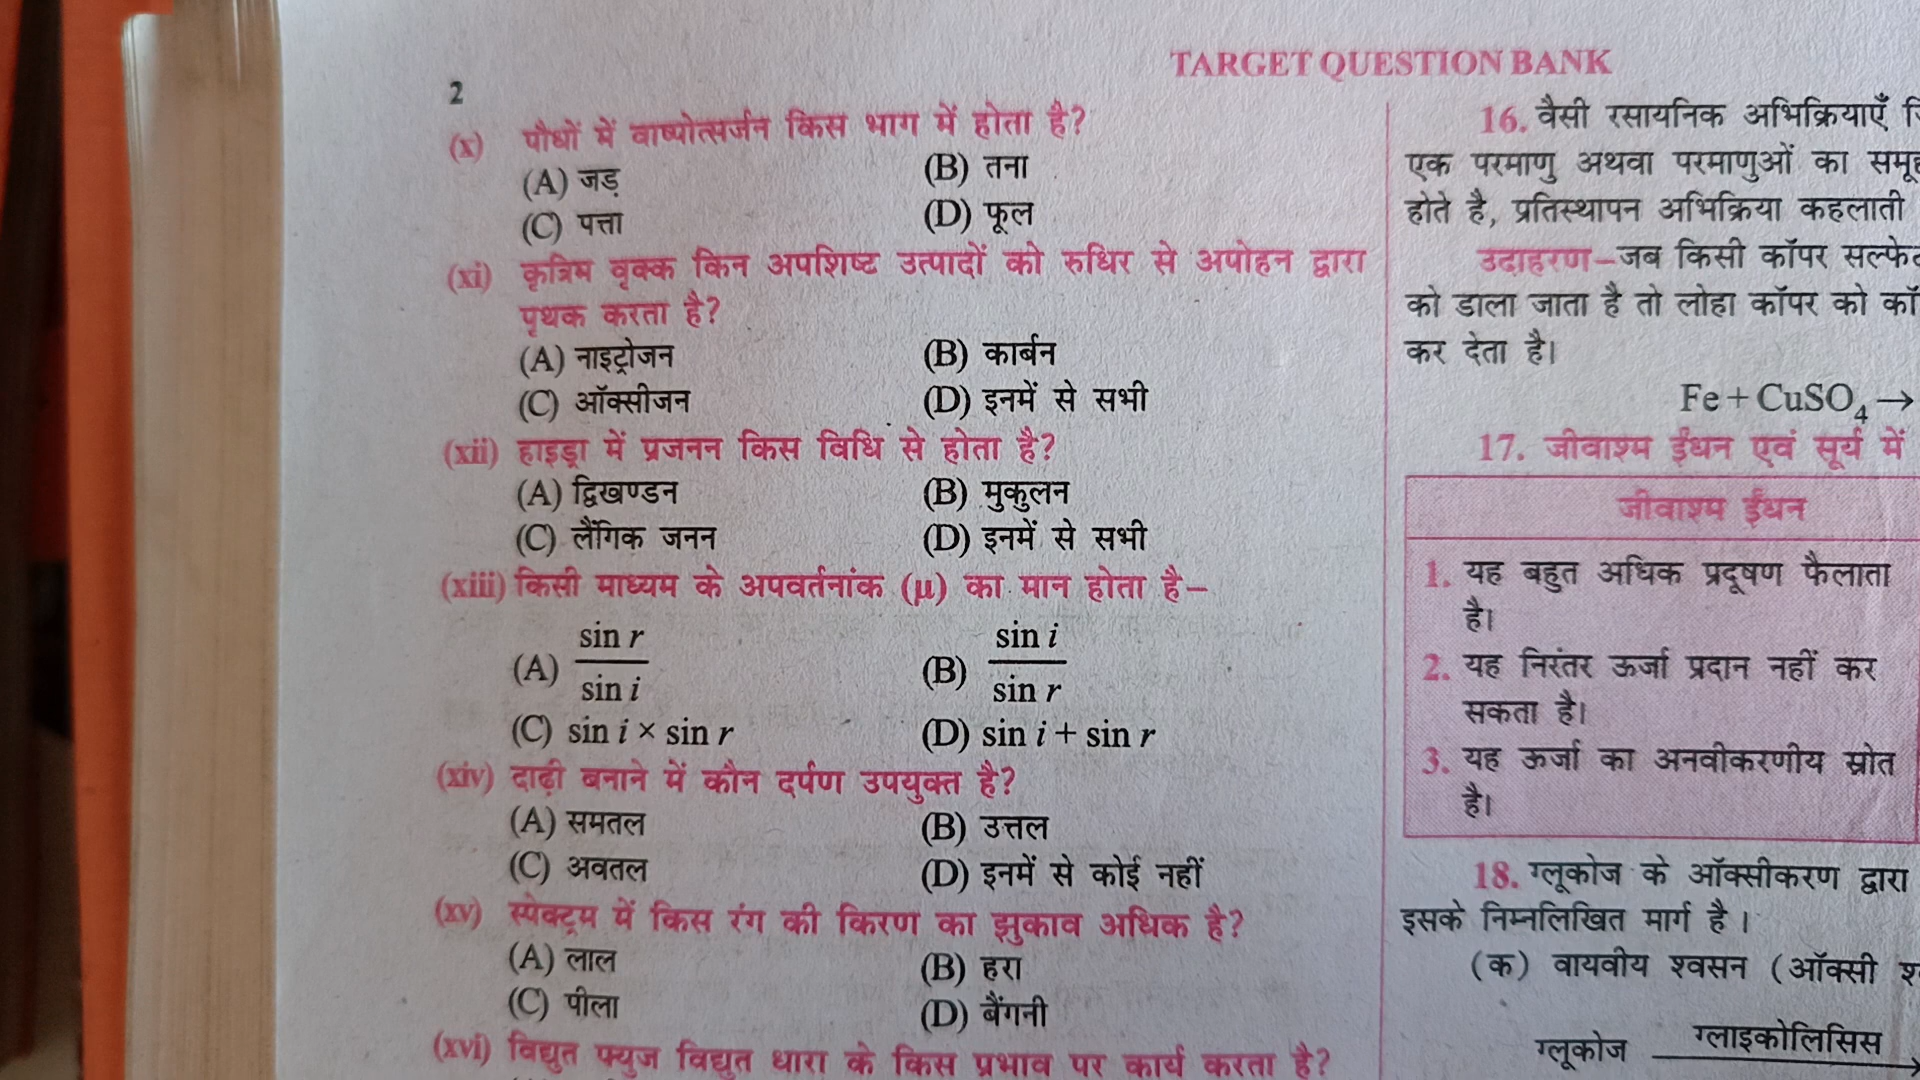 TARGET QUESTION BANK
2
(x) पौधों में वाष्पोत्सर्जन किस भाग में होता है?
(A) जड़ (B) तना
(C) पत्ता (D) फूल
(xi) कृत्रिम वृक्क किन अपशिष्ट उत्पादों को रुधिर से अपोहन द्वारा
पृथक करता है?
(A) नाइट्रोजन (B) कार्बन
(C) ऑक्सीजन (D) इनमें से सभी
(xii) हाइड्रा में प्रजनन किस विधि से होता है?
(A) द्विखण्डन (B) मुकुलन
(C) लैंगिक जनन (D) इनमें से सभी
(xiii) किसी माध्यम के अपवर्तनांक (μ) का मान होता है–
(A) sin r / sin i (B) sin i / sin r
(C) sin i × sin r (D) sin i + sin r
(xiv) दाढ़ी बनाने में कौन दर्पण उपयुक्त है?
(A) समतल (B) उत्तल
(C) अवतल (D) इनमें से कोई नहीं
(xv) स्पेक्ट्रम में किस रंग की किरण का झुकाव अधिक है?
(A) लाल (B) हरा
(C) पीला (D) बैंगनी
(xvi) विद्युत फ्युज विद्युत धारा के किस प्रभाव पर कार्य करता है?
16. वैसी रसायनिक अभिक्रियाएँ
एक परमाणु अथवा परमाणुओं का
होते है, प्रतिस्थापन अभिक्रिया कहलाती
उदाहरण–जब किसी कॉपर
को डाला जाता है तो लोहा कॉपर को
कर देता है।
Fe + CuSO₄ →
17. जीवाश्म ईंधन एवं सूर्य में
जीवाश्म ईंधन
1. यह बहुत अधिक प्रदूषण फैलाता
है।
2. यह निरंतर ऊर्जा प्रदान नहीं कर
सकता है।
3. यह ऊर्जा का अनवीकरणीय स्रोत
है।
18. ग्लूकोज के ऑक्सीकरण द्वारा
इसके निम्नलिखित मार्ग है ।
(क) वायवीय श्वसन (ऑक्सी
ग्लूकोज ग्लाइकोलिसिस →